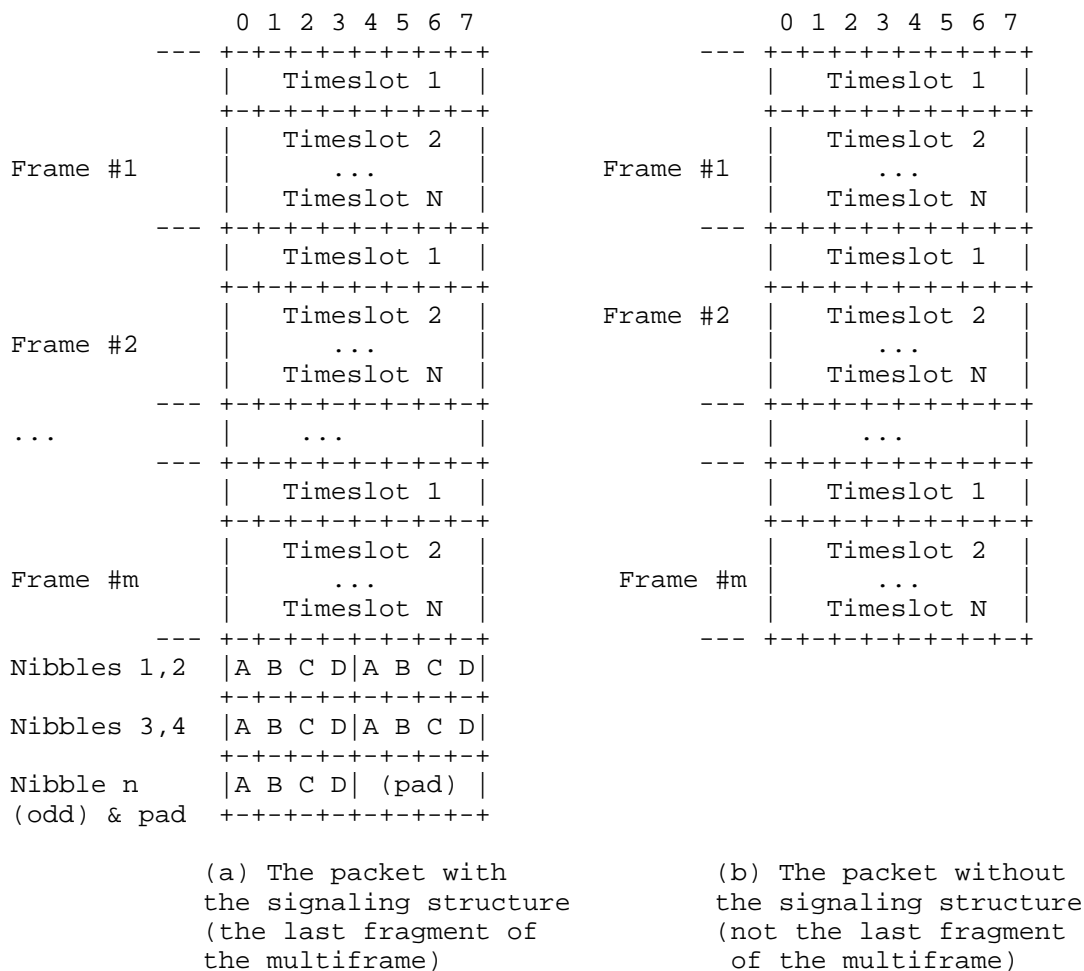 0 1 2 3 4 5 6 7                  0 1 2 3 4 5 6 7
         --- +-+-+-+-+-+-+-+-+            --- +-+-+-+-+-+-+-+-+
             |   Timeslot 1  |                |   Timeslot 1  |
             +-+-+-+-+-+-+-+-+                +-+-+-+-+-+-+-+-+
             |   Timeslot 2  |                |   Timeslot 2  |
Frame #1     |      ...      |      Frame #1  |      ...      |
             |   Timeslot N  |                |   Timeslot N  |
         --- +-+-+-+-+-+-+-+-+            --- +-+-+-+-+-+-+-+-+
             |   Timeslot 1  |                |   Timeslot 1  |
             +-+-+-+-+-+-+-+-+                +-+-+-+-+-+-+-+-+
             |   Timeslot 2  |      Frame #2  |   Timeslot 2  |
Frame #2     |      ...      |                |      ...      |
             |   Timeslot N  |                |   Timeslot N  |
         --- +-+-+-+-+-+-+-+-+            --- +-+-+-+-+-+-+-+-+
...          |    ...        |                |     ...       |
         --- +-+-+-+-+-+-+-+-+            --- +-+-+-+-+-+-+-+-+
             |   Timeslot 1  |                |   Timeslot 1  |
             +-+-+-+-+-+-+-+-+                +-+-+-+-+-+-+-+-+
             |   Timeslot 2  |                |   Timeslot 2  |
Frame #m     |      ...      |       Frame #m |      ...      |
             |   Timeslot N  |                |   Timeslot N  |
         --- +-+-+-+-+-+-+-+-+            --- +-+-+-+-+-+-+-+-+
Nibbles 1,2  |A B C D|A B C D|
             +-+-+-+-+-+-+-+-+
Nibbles 3,4  |A B C D|A B C D|
             +-+-+-+-+-+-+-+-+
Nibble n     |A B C D| (pad) |
(odd) & pad  +-+-+-+-+-+-+-+-+
            (a) The packet with             (b) The packet without
            the signaling structure         the signaling structure
            (the last fragment of           (not the last fragment
            the multiframe)                  of the multiframe)